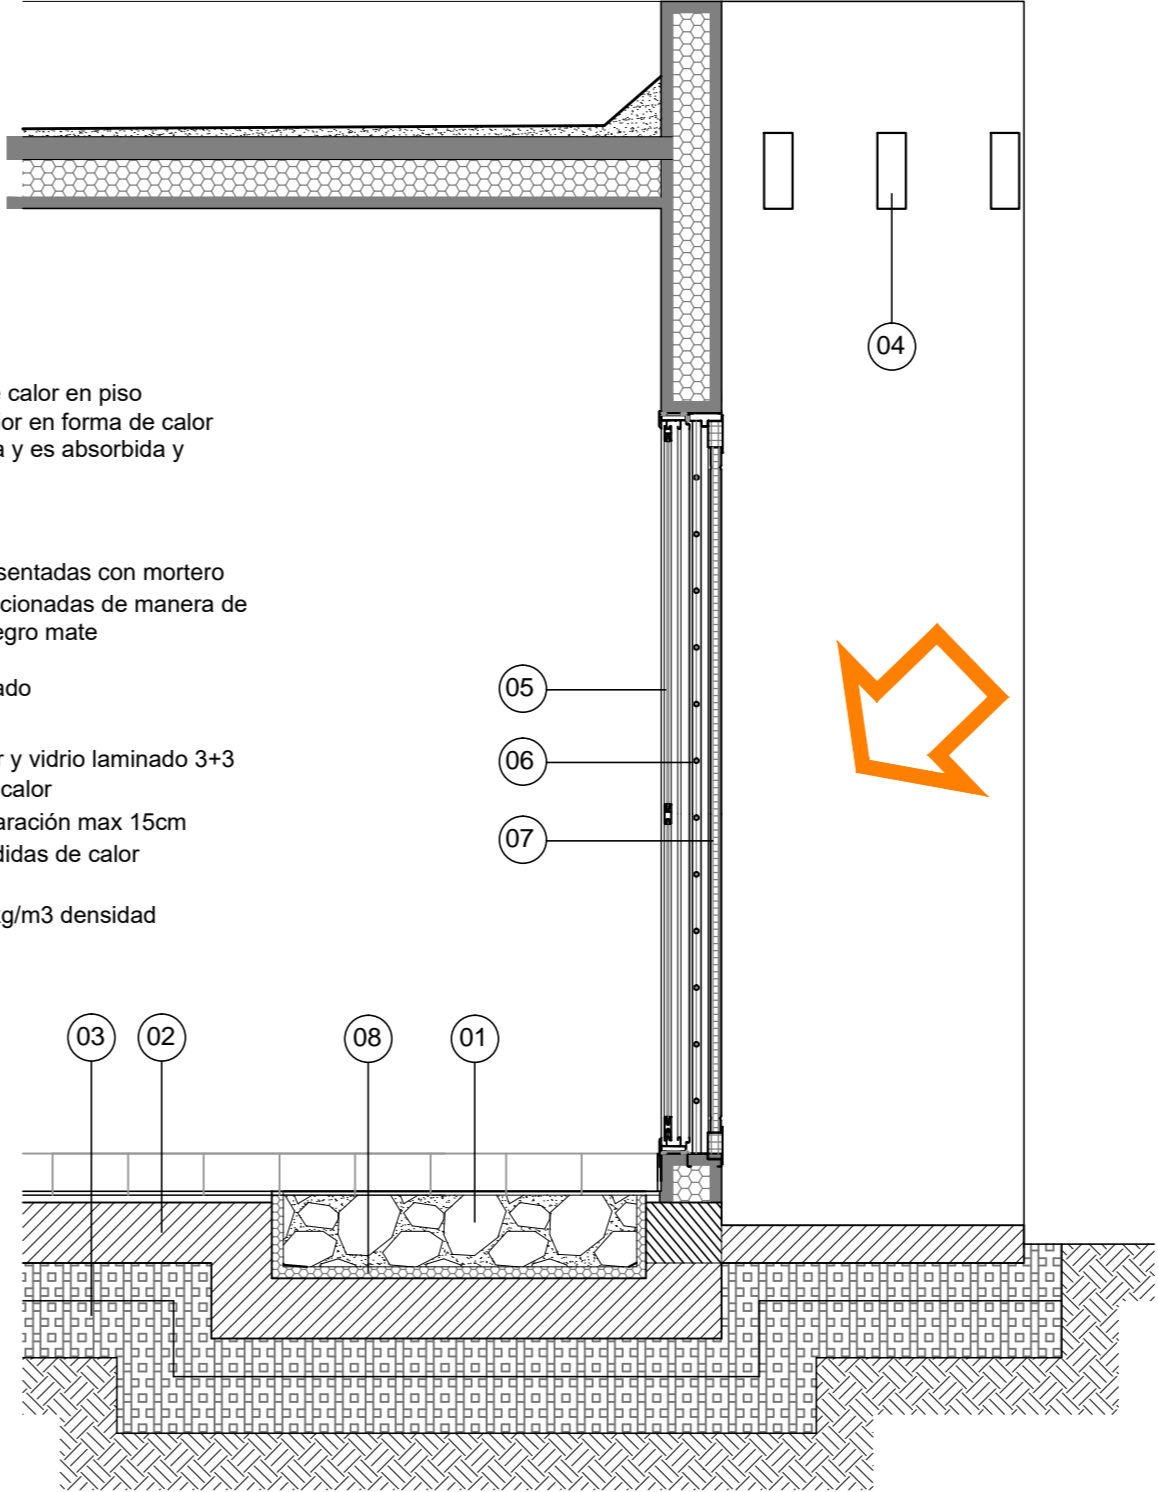 04
calor en piso
ior en forma de calor
a y es absorbida y
sentadas con mortero
cionadas de manera de
egro mate
ado
05
r y vidrio laminado 3+3
06
calor
aración max 15cm
07
didas de calor
g/m3 densidad
03
02
08
01